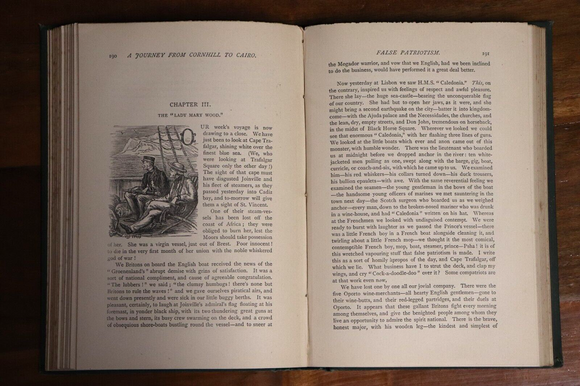 190 A JOURNEY FROM CORNHILL TO CAIRO.
CHAPTER III.
THE "LADY MARY WOOD."
OUR week's voyage is now
drawing to a close. We have
just been to look at Cape Tra-
falgar, shining white over the
finest blue sea. (We, who
were looking at Trafalgar
Square only the other day!)
The sight of that cape must
have disgusted Joinville and
his fleet of steamers, as they
passed yesterday into Cadiz
bay, and to-morrow will give
them a sight of St. Vincent.
One of their steam-ves-
sels has been lost off the
coast of Africa; they were
obliged to burn her, lest the
Moors should take possession
of her. She was a virgin vessel, just out of Brest. Poor innocent!
to die in the very first month of her union with the noble whiskered
god of war!
We Britons on board the English boat received the news of the
"Groenenland's" abrupt demise with grins of satisfaction. It was a
sort of national compliment, and cause of agreeable congratulation.
"The lubbers!" we said; "the clumsy humbugs! there's none but
Britons to rule the waves!" and we gave ourselves piratical airs, and
went down presently and were sick in our little buggy berths. It was
pleasant, certainly, to laugh at Joinville's admiral's flag floating at his
foremast, in yonder black ship, with its two thundering great guns
at the bows and stern, its busy crew swarming on the deck, and a crowd
of obsequious shore-boats bustling round the vessel—and to sneer at
FALSE PATRIOTISM. 191
the Mogador warrior, and vow that we English, had we been inclined
to do the business, would have performed it a great deal better.
Now yesterday at Lisbon we saw H.M.S. "Caledonia." This, on
the contrary, inspired us with feelings of respect and awful pleasure.
There she lay—the huge sea-castle—bearing the unconquerable flag
of our country. She had but to open her jaws, as it were, and she
might bring a second earthquake on the city—batter it into kingdom-
come—with the Ajuda palace and the Necessidades, the churches, and
the lean, dry, empty streets, and Don John, tremendous on horseback,
in the midst of Black Horse Square. Wherever we looked we could
see that enormous "Caledonia" with her flashing three lines of guns.
We looked at the little boats which ever and anon came out of this
monster, with humble wonder. There was the lieutenant who boarded
us at midnight before we dropped anchor in the river: ten white-
jacketed men pulling as one, swept along with the barge, gig, boat,
curricle, or coach-and-six, with which he came up to us. We examined
him—his red whiskers—his collars turned down—his duck trousers,
his bullion epaulets—with awe. With the same reverential feeling we
examined the seamen—the young gentleman in the bows of the boat
—the handsome young officers of marines we met sauntering in the
town next day—the Scotch surgeon who boarded us as we weighed
anchor—every man, down to the broken-nosed mariner who was drunk
in a wine-house, and had "Caledonia" written on his hat. Whereas
at the Frenchmen we looked with undisguised contempt. We were
ready to burst with laughter as we passed the Prince's vessel—there
was a little French boy in a French boat alongside cleaning it, and
twirling about a little French mop—we thought it the most comical,
contemptible French boy, mop, boat, steamer, prince—Psha! it is of
this wretched vapouring stuff that false patriotism is made. I write
this as a sort of homily àpropos of the day, and Cape Trafalgar, off
which we lie. What business have I to strut the deck, and clap my
wings, and cry "Cock-a-doodle-doo" over it? Some compatriots are
at that work even now.
We have lost one by one all our jovial company. There were the
five Oporto wine-merchants—all hearty English gentlemen—gone to
their wine-butts, and their red-legged partridges, and their duels at
Oporto. It appears that these gallant Britons fight every morning
among themselves, and give the benighted people among whom they
live an opportunity to admire the spirit national. There is the brave,
honest major, with his wooden leg—the kindest and simplest of